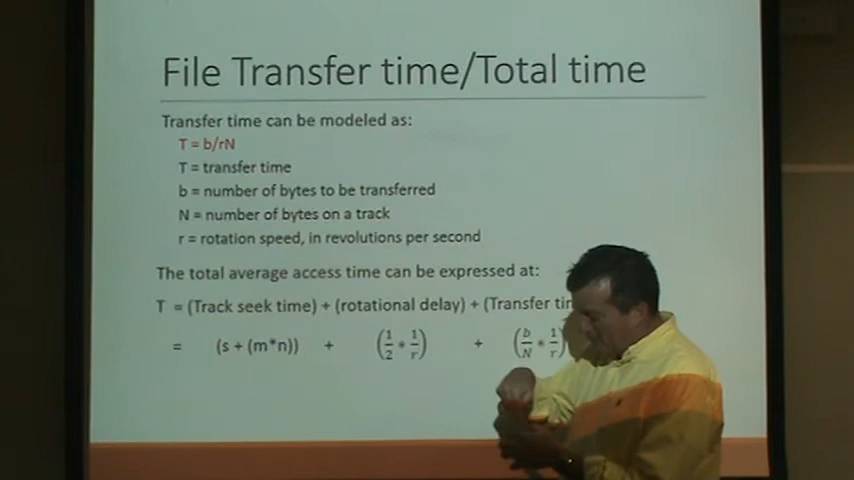 File Transfer time/Total time
Transfer time can be modeled as:
T = b/rN
T = transfer time
b = number of bytes to be transferred
N = number of bytes on a track
r = rotation speed, in revolutions per second
The total average access time can be expressed at:
T = (Track seek time) + (rotational delay) + (Transfer
= (s + (m*n)) + (1/2 * 1/r) + (b/N * 1/r)